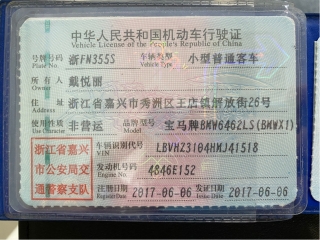 中华人民共和国机动车行驶证
Vehicle License of the People's Republic of China
号牌号码 浙FN355S 车辆类型 小型普通客车
Plate No. Vehicle Type
所有人 戴悦丽
Owner
住址 浙江省嘉兴市秀洲区王店镇解放街26号
Address
使用性质 非营运 品牌型号 宝马牌BMW6462LS(BMWX1)
Use Character Model
浙江省嘉兴
市公安局交
通警察支队
车辆识别代号 LBVHZ3104HMJ41518
VIN
发动机号码 4846E152
Engine No.
注册日期 2017-06-06 发证日期 2017-06-06
Register Date Issue Date